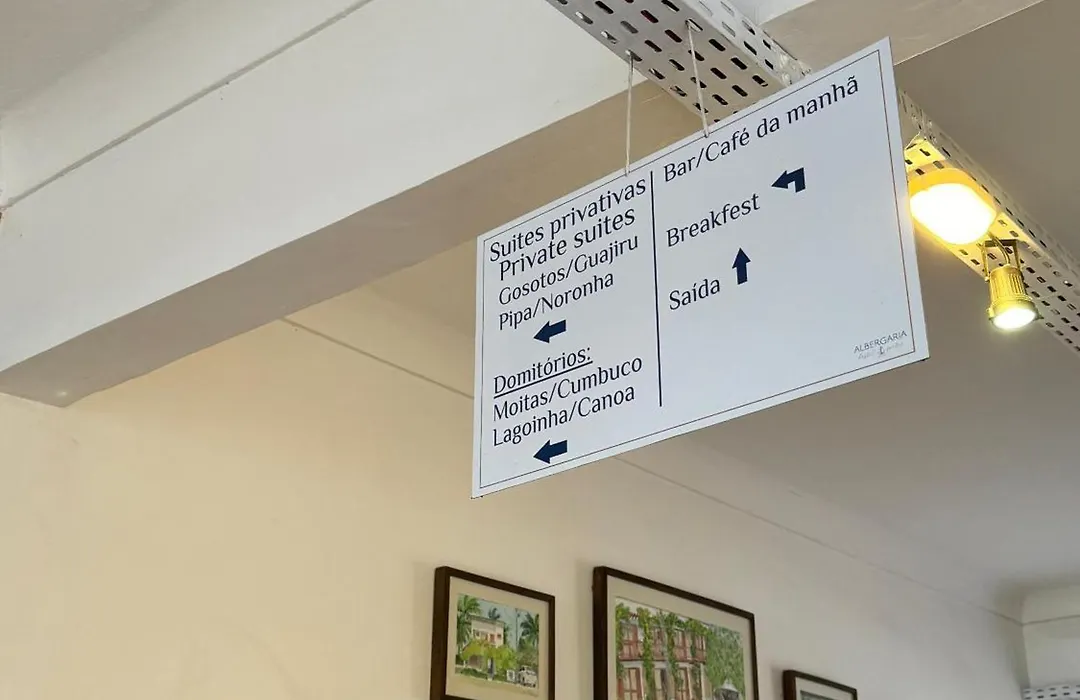 Suites privativas
Private suites
Gosotos/Guajiru
Pipa/Noronha
Domitórios:
Moitas/Cumbuco
Lagoinha/Canoa
Bar/Café da manhã
Breakfest
Saída
ALBERGARIA